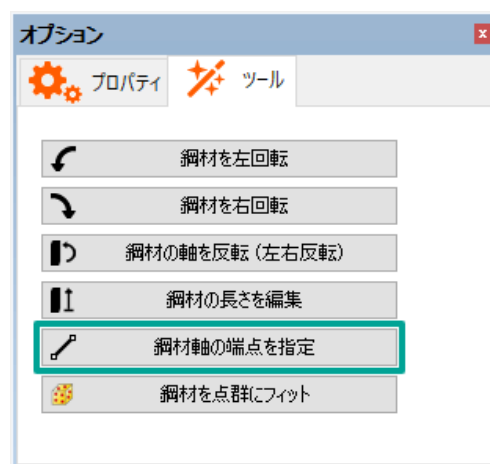 オプション
プロパティ
ツール
鋼材を左回転
鋼材を右回転
鋼材の軸を反転（左右反転）
鋼材の長さを編集
鋼材軸の端点を指定
鋼材を点群にフィット